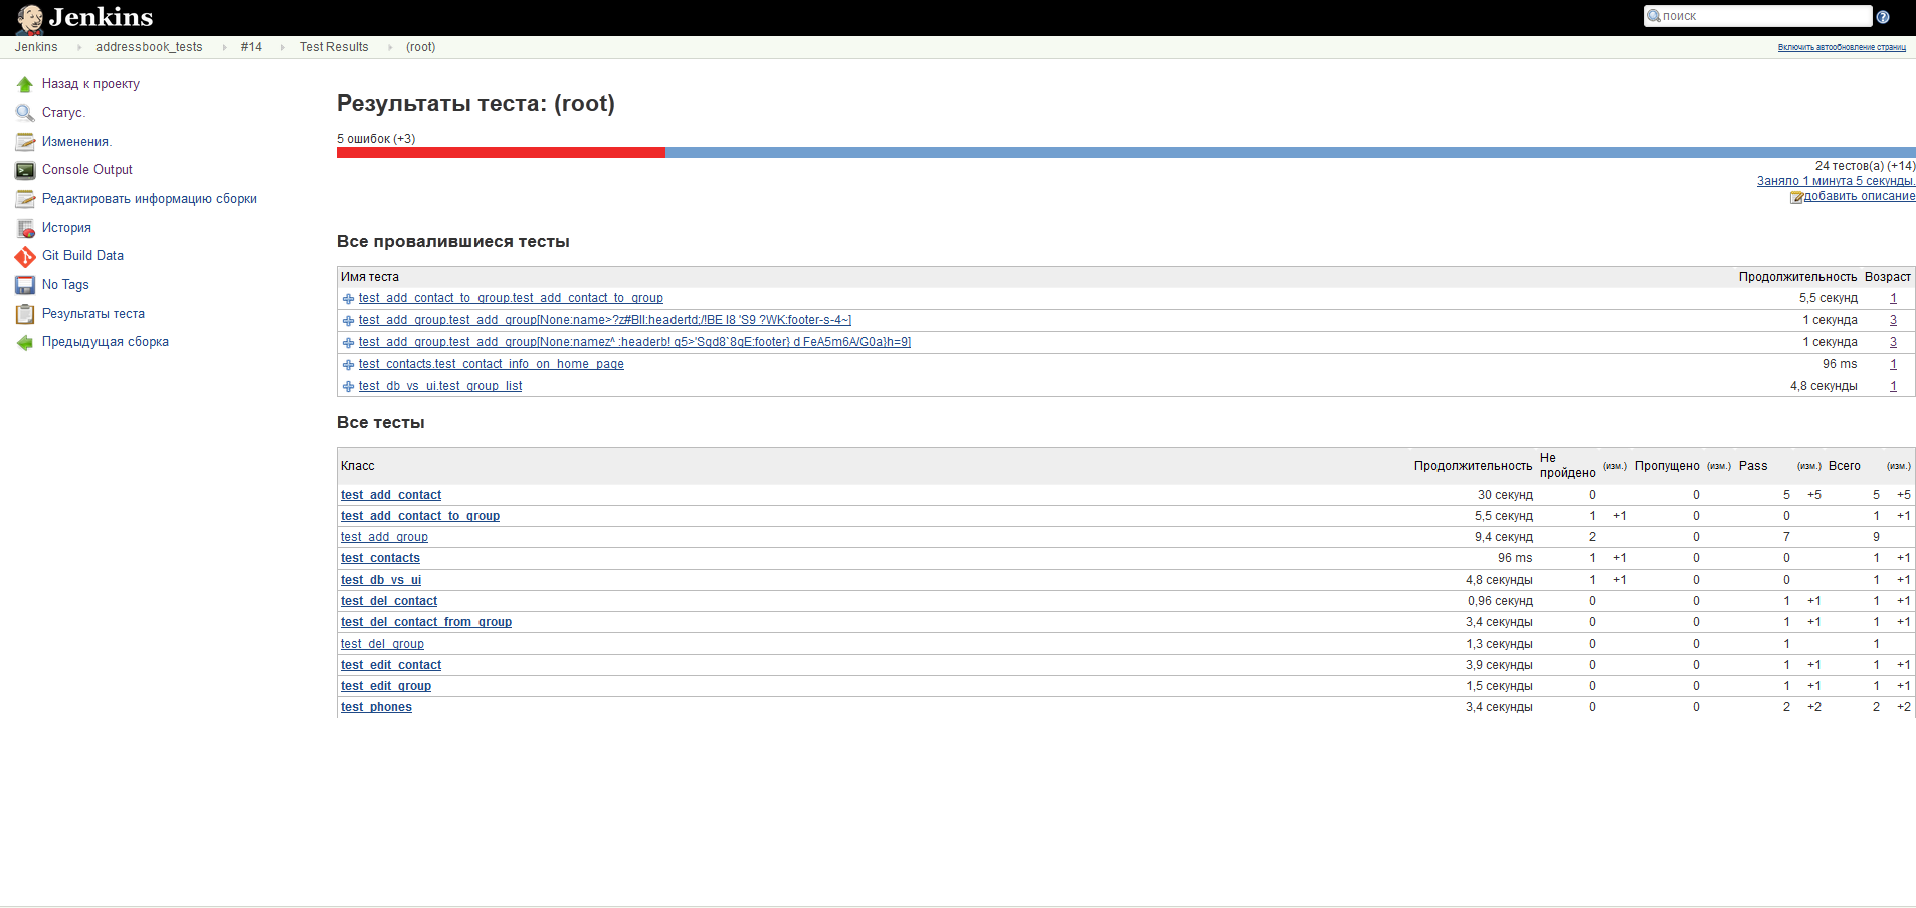 Jenkins
поиск
Jenkins addressbook_tests #14 Test Results (root)
Включить автообновление страниц
Назад к проекту
Статус.
Изменения.
Console Output
Редактировать информацию сборки
История
Git Build Data
No Tags
Результаты теста
Предыдущая сборка
Результаты теста: (root)
5 ошибок (+3)
24 тестов(а) (+14)
Заняло 1 минута 5 секунды.
добавить описание
Все провалившиеся тесты
Имя теста Продолжительность Возраст
test_add_contact_to_group.test_add_contact_to_group 5,5 секунд 1
test_add_group.test_add_group[None:name>?z#BII:headertd;/!BE I8 'S9 ?WK:footer-s-4~] 1 секунда 3
test_add_group.test_add_group[None:namez^ :headerb! g5>'Sgd8`8gE:footer} d FeA5m6A/G0a}h=9] 1 секунда 3
test_contacts.test_contact_info_on_home_page 96 ms 1
test_db_vs_ui.test_group_list 4,8 секунды 1
Все тесты
Класс Продолжительность Не пройдено (изм.) Пропущено (изм.) Pass (изм.) Всего (изм.)
test_add_contact 30 секунд 0 0 5 +5 5 +5
test_add_contact_to_group 5,5 секунд 1 +1 0 0 1 +1
test_add_group 9,4 секунд 2 0 7 9
test_contacts 96 ms 1 +1 0 0 1 +1
test_db_vs_ui 4,8 секунды 1 +1 0 0 1 +1
test_del_contact 0,96 секунд 0 0 1 +1 1 +1
test_del_contact_from_group 3,4 секунды 0 0 1 +1 1 +1
test_del_group 1,3 секунды 0 0 1 1
test_edit_contact 3,9 секунды 0 0 1 +1 1 +1
test_edit_group 1,5 секунды 0 0 1 +1 1 +1
test_phones 3,4 секунды 0 0 2 +2 2 +2